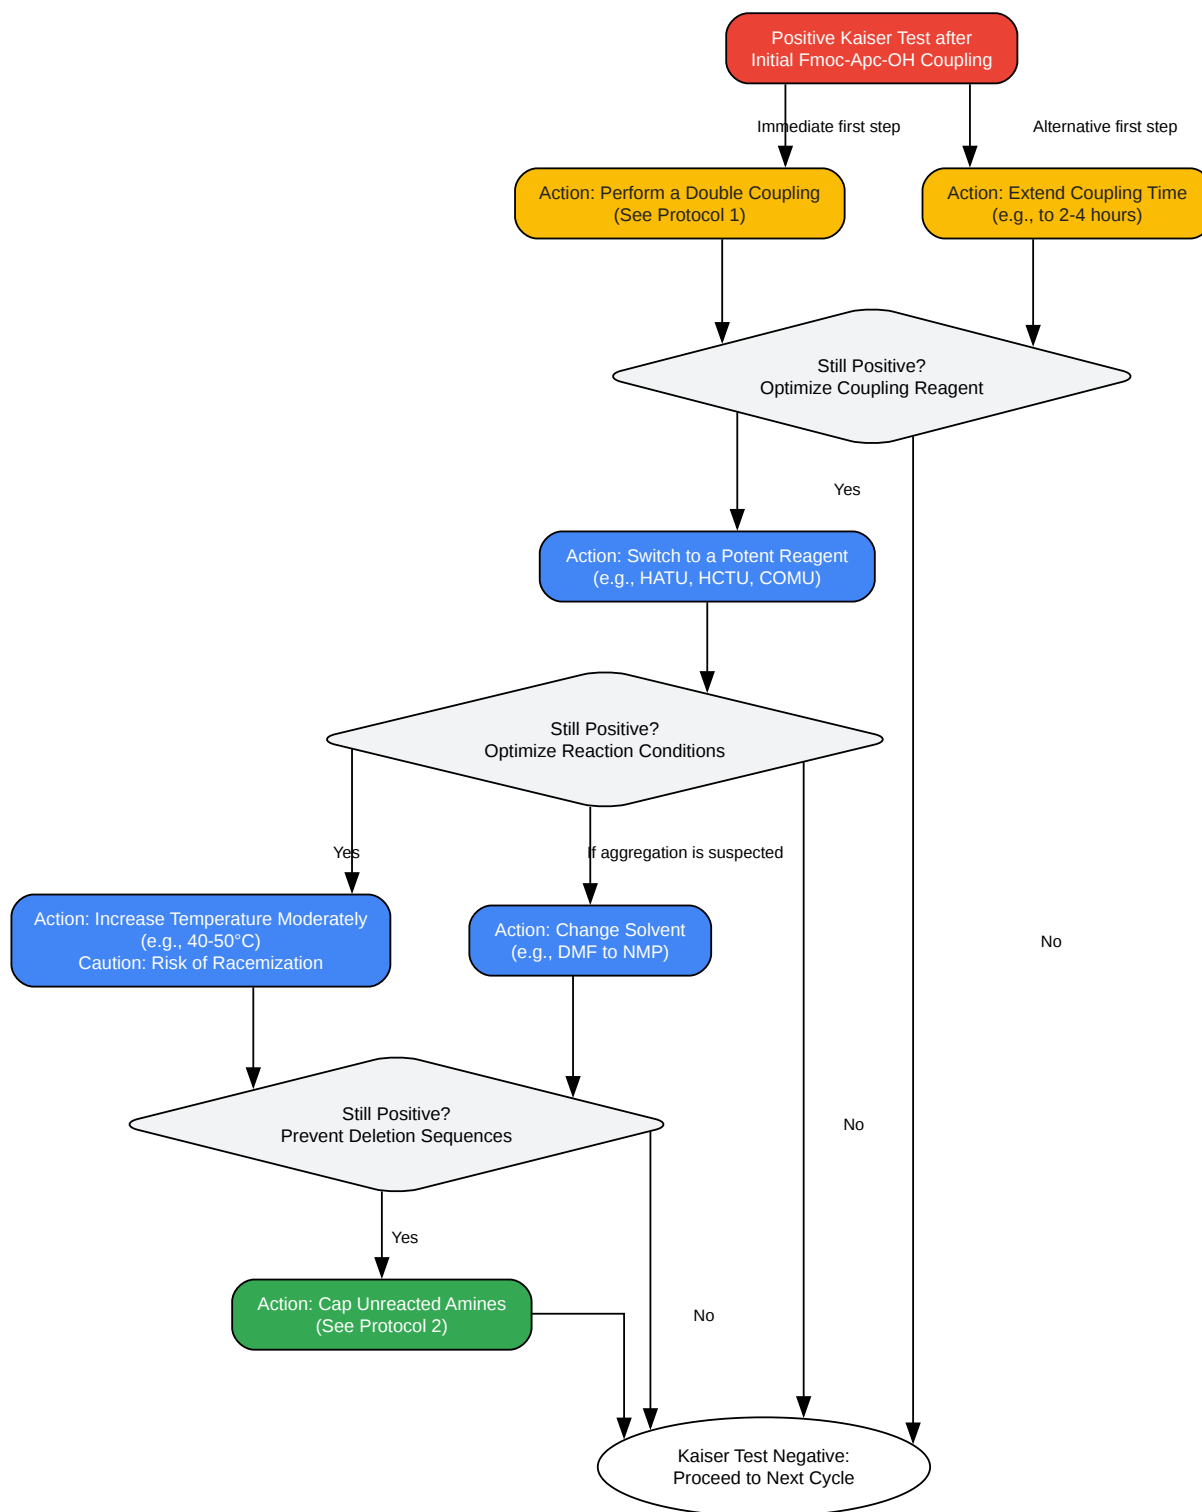 Positive Kaiser Test after
Initial Fmoc-Apc-OH Coupling
Immediate first step
Alternative first step
Action: Perform a Double Coupling
(See Protocol 1)
Action: Extend Coupling Time
(e.g., to 2-4 hours)
Still Positive?
Optimize Coupling Reagent
Yes
Action: Switch to a Potent Reagent
(e.g., HATU, HCTU, COMU)
Still Positive?
Optimize Reaction Conditions
Yes
If aggregation is suspected
Action: Increase Temperature Moderately
(e.g., 40-50°C)
Caution: Risk of Racemization
Action: Change Solvent
(e.g., DMF to NMP)
No
Still Positive?
Prevent Deletion Sequences
No
Yes
Action: Cap Unreacted Amines
(See Protocol 2)
No
Kaiser Test Negative:
Proceed to Next Cycle